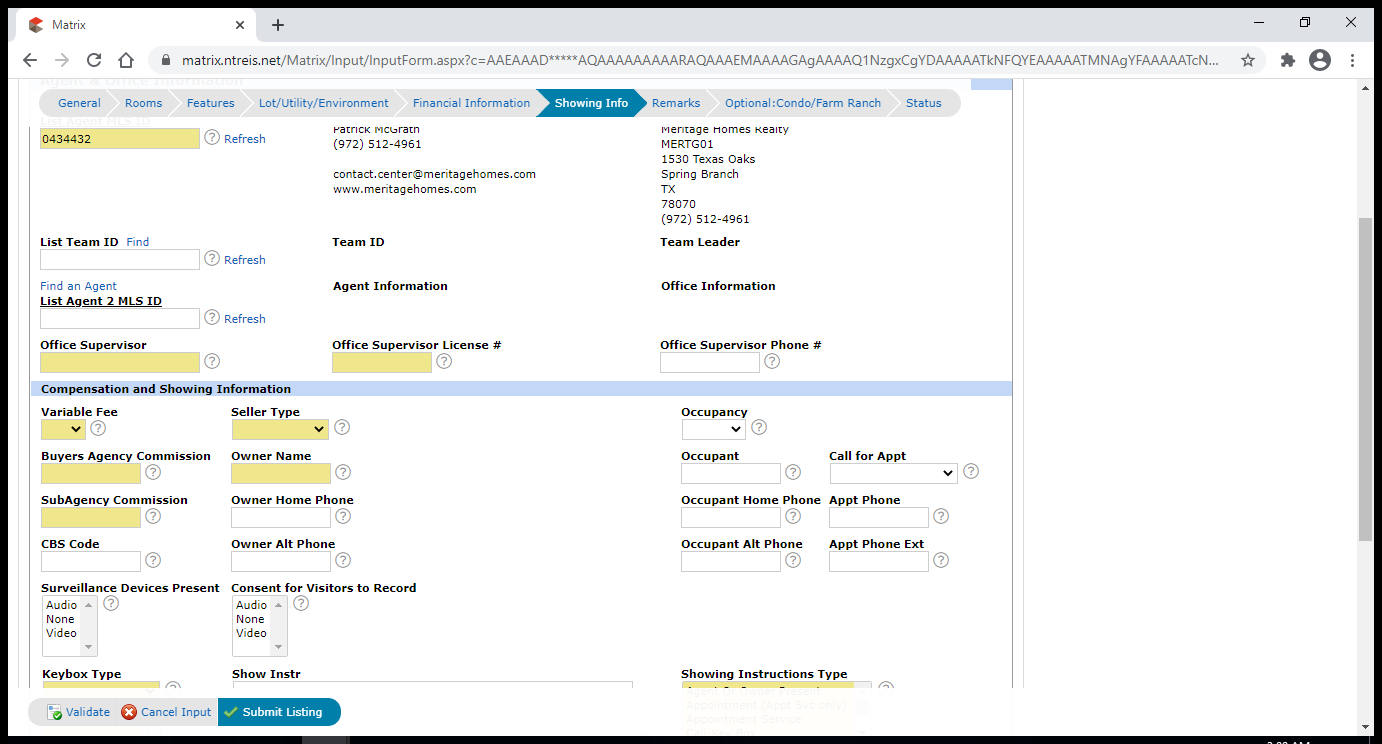 Matrix
matrix.ntreis.net/Matrix/Input/InputForm.aspx?c=AAEAAAD*****AQAAAAAAAAARAQAAAEMAAAAGAgAAAAQ1NzgxCgYDAAAAATkNFQYEAAAAATMNAgYFAAAAATcN...
Agent & Office Information
General
Rooms
Features
Lot/Utility/Environment
Financial Information
Showing Info
Remarks
Optional:Condo/Farm Ranch
Status
List Agent MLS ID
0434432
Refresh
Patrick McGrath
(972) 512-4961
contact.center@meritagehomes.com
www.meritagehomes.com
Meritage Homes Realty
MERTG01
1530 Texas Oaks
Spring Branch
TX
78070
(972) 512-4961
List Team ID Find
Refresh
Team ID
Team Leader
Find an Agent
List Agent 2 MLS ID
Refresh
Agent Information
Office Information
Office Supervisor
Office Supervisor License #
Office Supervisor Phone #
Compensation and Showing Information
Variable Fee
Seller Type
Occupancy
Buyers Agency Commission
Owner Name
Occupant
Call for Appt
SubAgency Commission
Owner Home Phone
Occupant Home Phone
Appt Phone
CBS Code
Owner Alt Phone
Occupant Alt Phone
Appt Phone Ext
Surveillance Devices Present
Audio
None
Video
Consent for Visitors to Record
Audio
None
Video
Keybox Type
Show Instr
Showing Instructions Type
Appointment (Appt Svc only)
Appointment Service
Validate
Cancel Input
Submit Listing